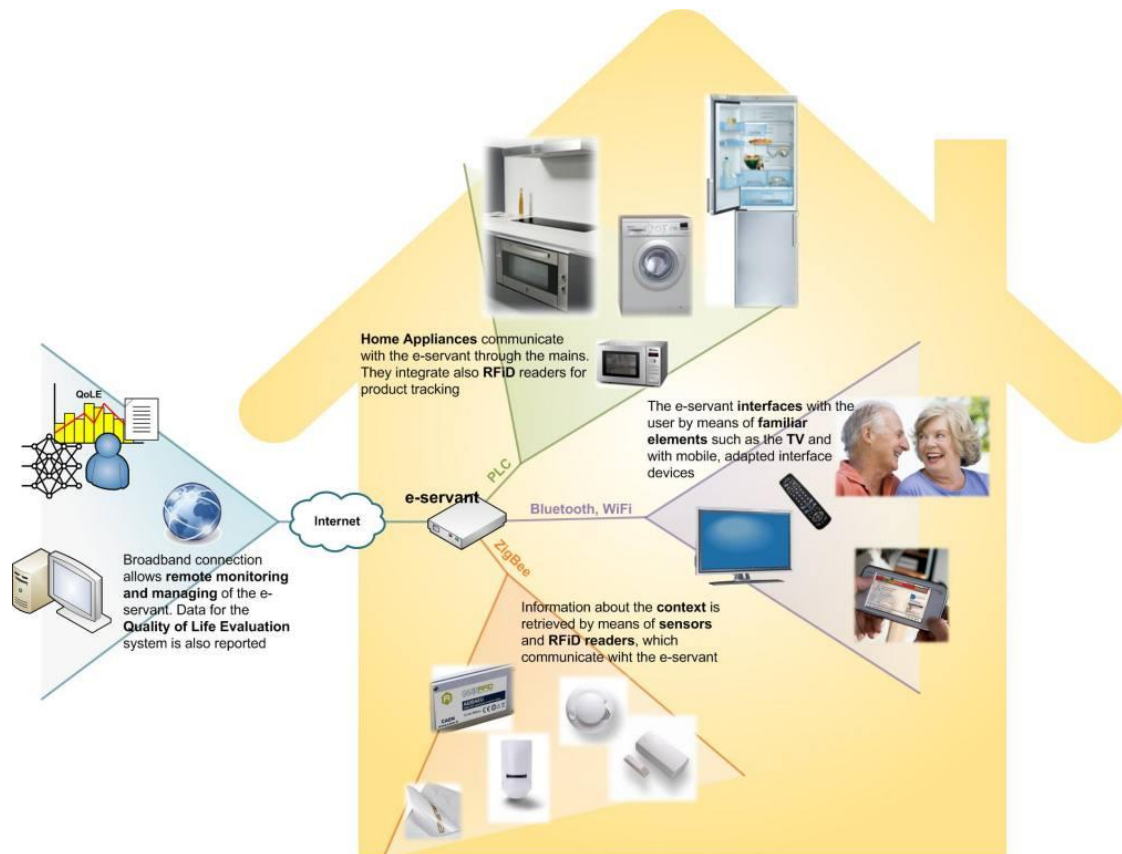 Home Appliances communicate
with the e-servant through the mains.
They integrate also RFiD readers for
product tracking
QoLE
The e-servant interfaces with the
user by means of familiar
elements such as the TV and
with mobile, adapted interface
devices
PLC
e-servant
Internet
Bluetooth, WiFi
ZigBee
Broadband connection
allows remote monitoring
and managing of the e-
servant. Data for the
Quality of Life Evaluation
system is also reported
Information about the context is
retrieved by means of sensors
and RFiD readers, which
communicate wiht the e-servant
CAEN